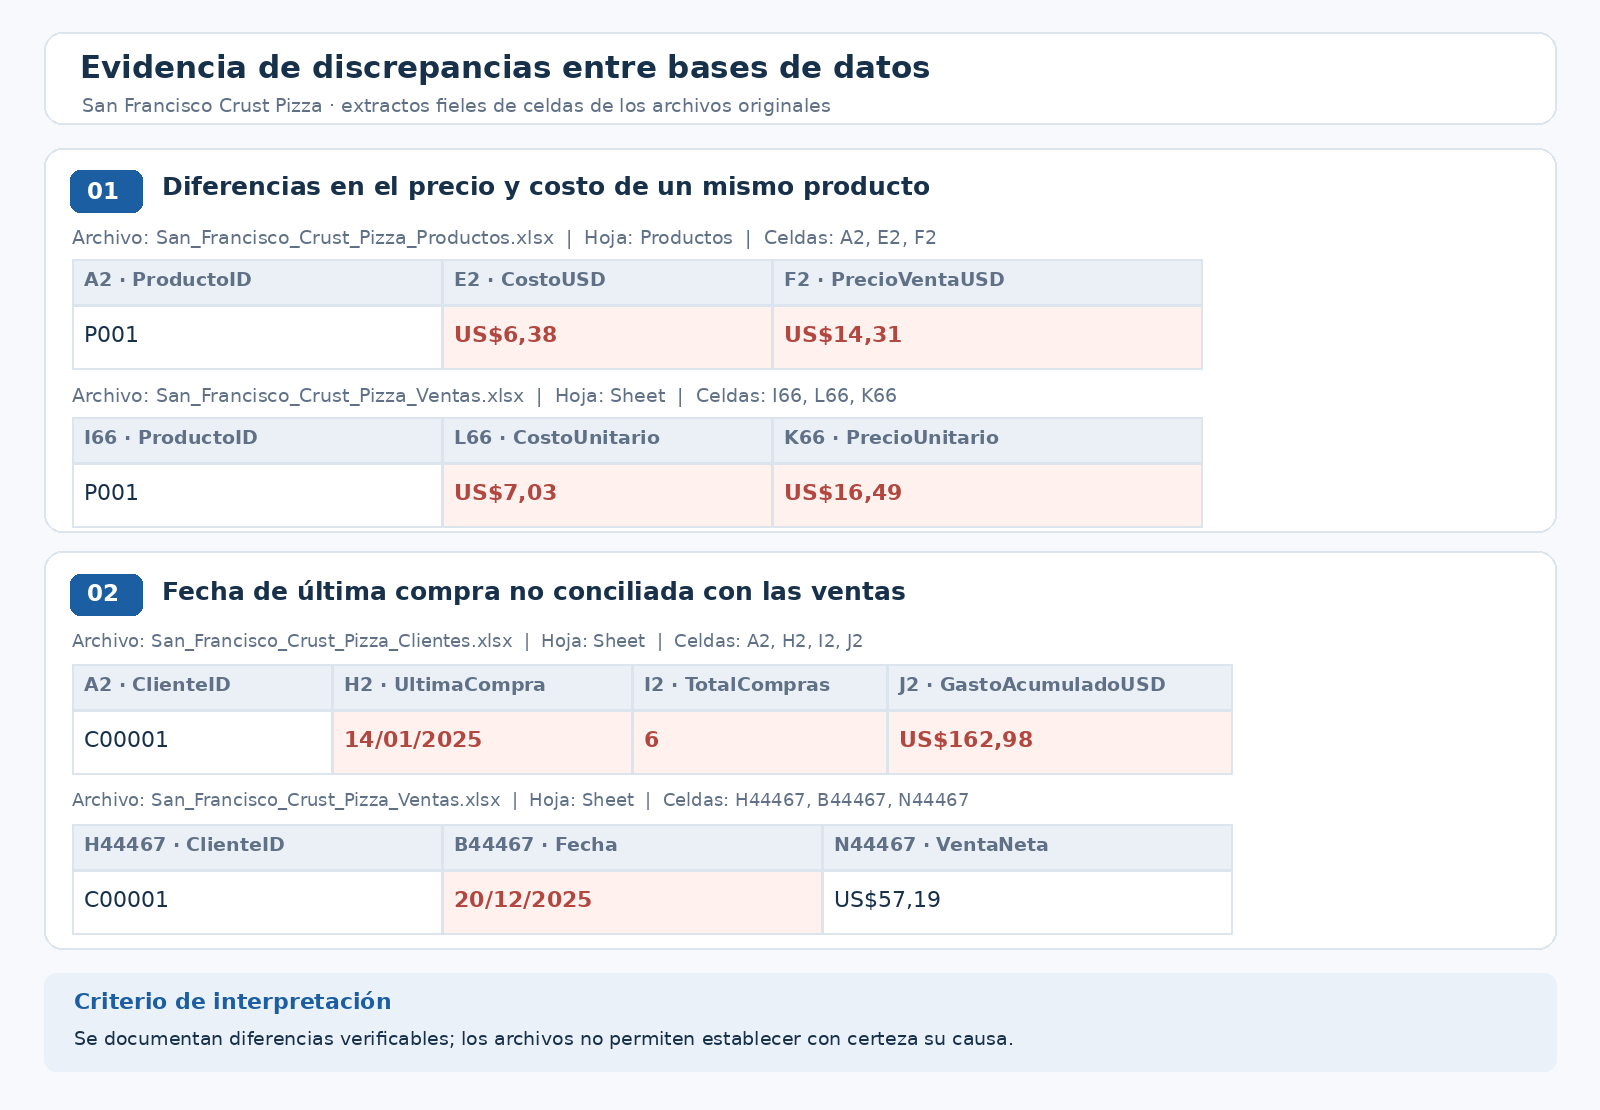 Evidencia de discrepancias entre bases de datos
San Francisco Crust Pizza · extractos fieles de celdas de los archivos originales
01 Diferencias en el precio y costo de un mismo producto
Archivo: San_Francisco_Crust_Pizza_Productos.xlsx | Hoja: Productos | Celdas: A2, E2, F2
A2 · ProductoID E2 · CostoUSD F2 · PrecioVentaUSD
P001 US$6,38 US$14,31
Archivo: San_Francisco_Crust_Pizza_Ventas.xlsx | Hoja: Sheet | Celdas: I66, L66, K66
I66 · ProductoID L66 · CostoUnitario K66 · PrecioUnitario
P001 US$7,03 US$16,49
02 Fecha de última compra no conciliada con las ventas
Archivo: San_Francisco_Crust_Pizza_Clientes.xlsx | Hoja: Sheet | Celdas: A2, H2, I2, J2
A2 · ClienteID H2 · UltimaCompra I2 · TotalCompras J2 · GastoAcumuladoUSD
C00001 14/01/2025 6 US$162,98
Archivo: San_Francisco_Crust_Pizza_Ventas.xlsx | Hoja: Sheet | Celdas: H44467, B44467, N44467
H44467 · ClienteID B44467 · Fecha N44467 · VentaNeta
C00001 20/12/2025 US$57,19
Criterio de interpretación
Se documentan diferencias verificables; los archivos no permiten establecer con certeza su causa.